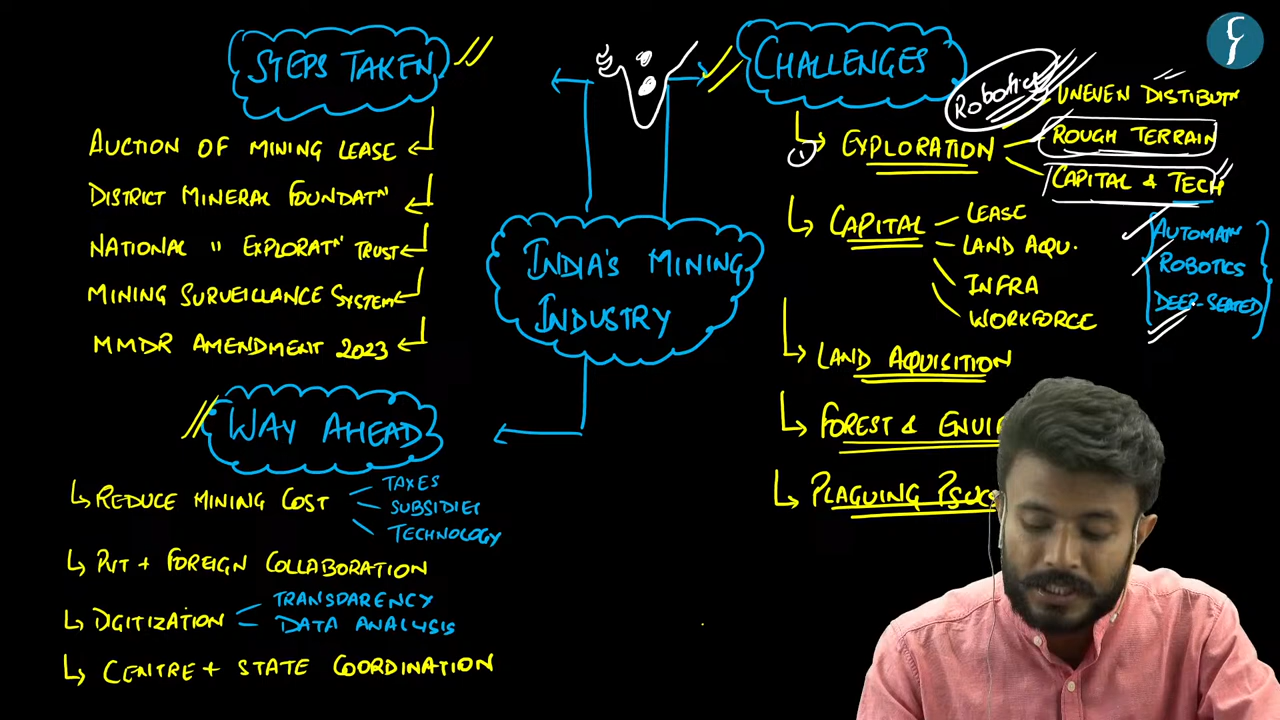 STEPS TAKEN
AUCTION OF MINING LEASE
DISTRICT MINERAL FOUNDATN
NATIONAL " EXPLORATN TRUST
MINING SURVEILLANCE SYSTEM
MMDR AMENDMENT 2023
INDIA'S MINING
INDUSTRY
CHALLENGES
Robotics
UNEVEN DISTIBUTN
① EXPLORATION
ROUGH TERRAIN
CAPITAL & TECH
AUTOMATN
ROBOTICS
DEEP-SEATED
CAPITAL
LEASE
LAND AQU.
INFRA
WORKFORCE
LAND AQUISITION
FOREST &
PLAGUING
WAY AHEAD
REDUCE MINING COST
TAXES
SUBSIDIES
TECHNOLOGY
PVT + FOREIGN COLLABORATION
DIGITIZATION
TRANSPARENCY
DATA ANALYSIS
CENTRE + STATE COORDINATION